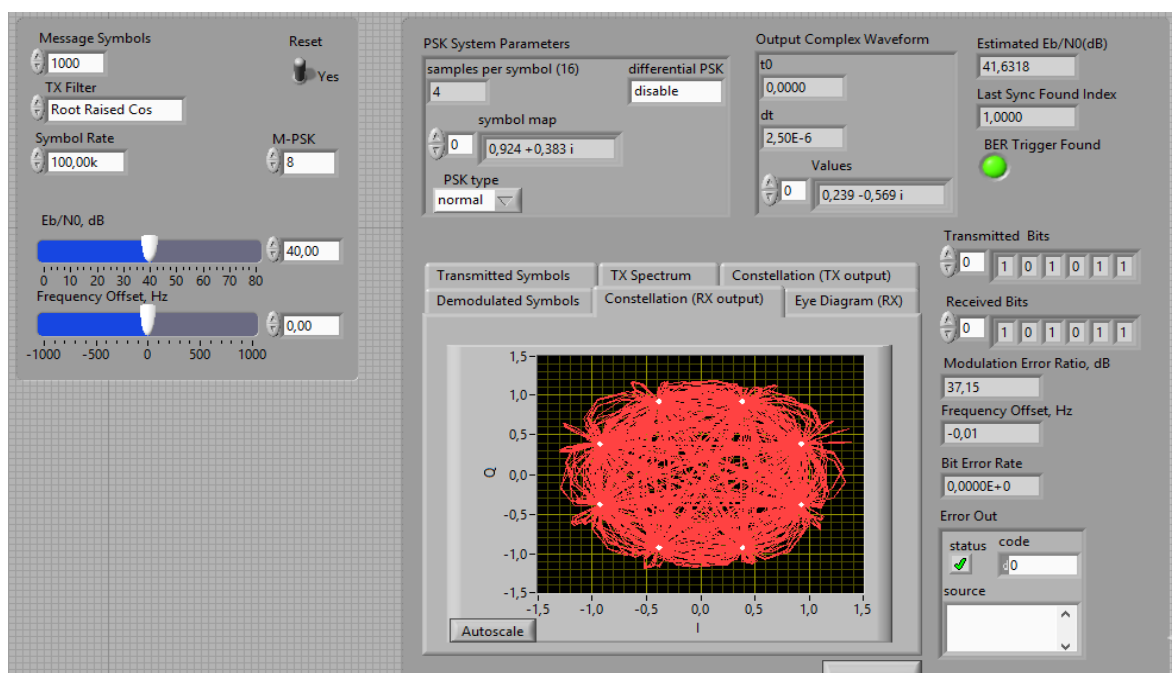 Message Symbols
1000
Reset
Yes
TX Filter
Root Raised Cos
Symbol Rate
100,00k
M-PSK
8
Eb/N0, dB
40,00
0 10 20 30 40 50 60 70 80
Frequency Offset, Hz
0,00
-1000 -500 0 500 1000
PSK System Parameters
samples per symbol (16)
4
differential PSK
disable
symbol map
0
0,924 +0,383 i
PSK type
normal
Output Complex Waveform
t0
0,0000
dt
2,50E-6
Values
0
0,239 -0,569 i
Estimated Eb/N0(dB)
41,6318
Last Sync Found Index
1,0000
BER Trigger Found
Transmitted Symbols
TX Spectrum
Constellation (TX output)
Demodulated Symbols
Constellation (RX output)
Eye Diagram (RX)
1,5
1,0
0,5
0,0
-0,5
-1,0
-1,5
Q
-1,5 -1,0 -0,5 0,0 0,5 1,0 1,5
I
Autoscale
Transmitted Bits
0 1 0 1 0 1 1
Received Bits
0 1 0 1 0 1 1
Modulation Error Ratio, dB
37,15
Frequency Offset, Hz
-0,01
Bit Error Rate
0,0000E+0
Error Out
status
code
d0
source